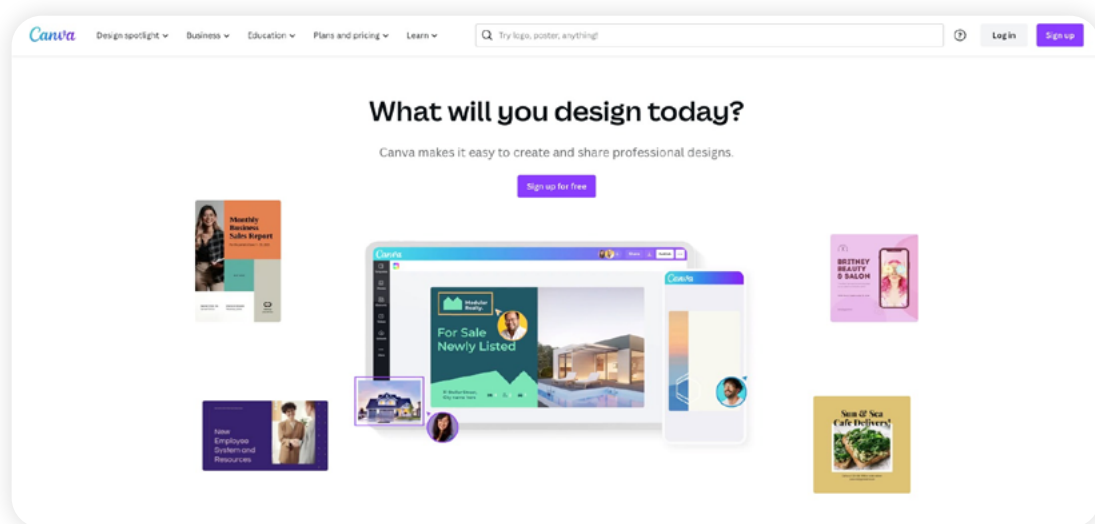 Canva
Design spotlight
Business
Education
Plans and pricing
Learn
Try logo, poster, anything!
Log in
Sign up
What will you design today?
Canva makes it easy to create and share professional designs.
Sign up for free
Monthly
Business
Sales Report
Canva
Share
Modular
Realty
For Sale
Newly Listed
Canva
BRITNEY
BEAUTY
& SALON
New
Employee
System and
Resources
Sun & Sea
Cafe Delivers!